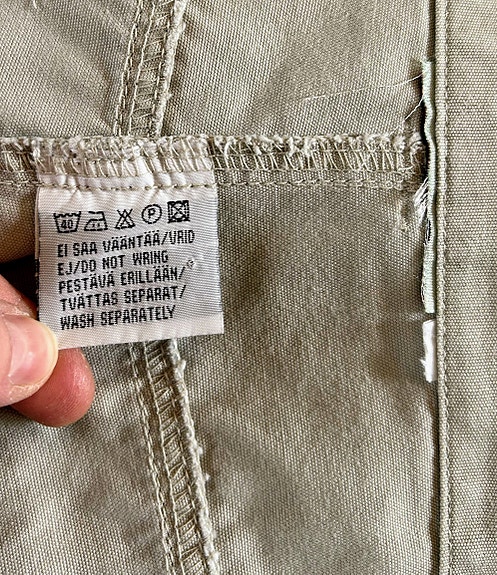 40 P
EI SAA VÄÄNTÄÄ/VRID
EJ/DO NOT WRING
PESTÄVÄ ERILLÄÄN/
TVÄTTAS SEPARAT/
WASH SEPARATELY